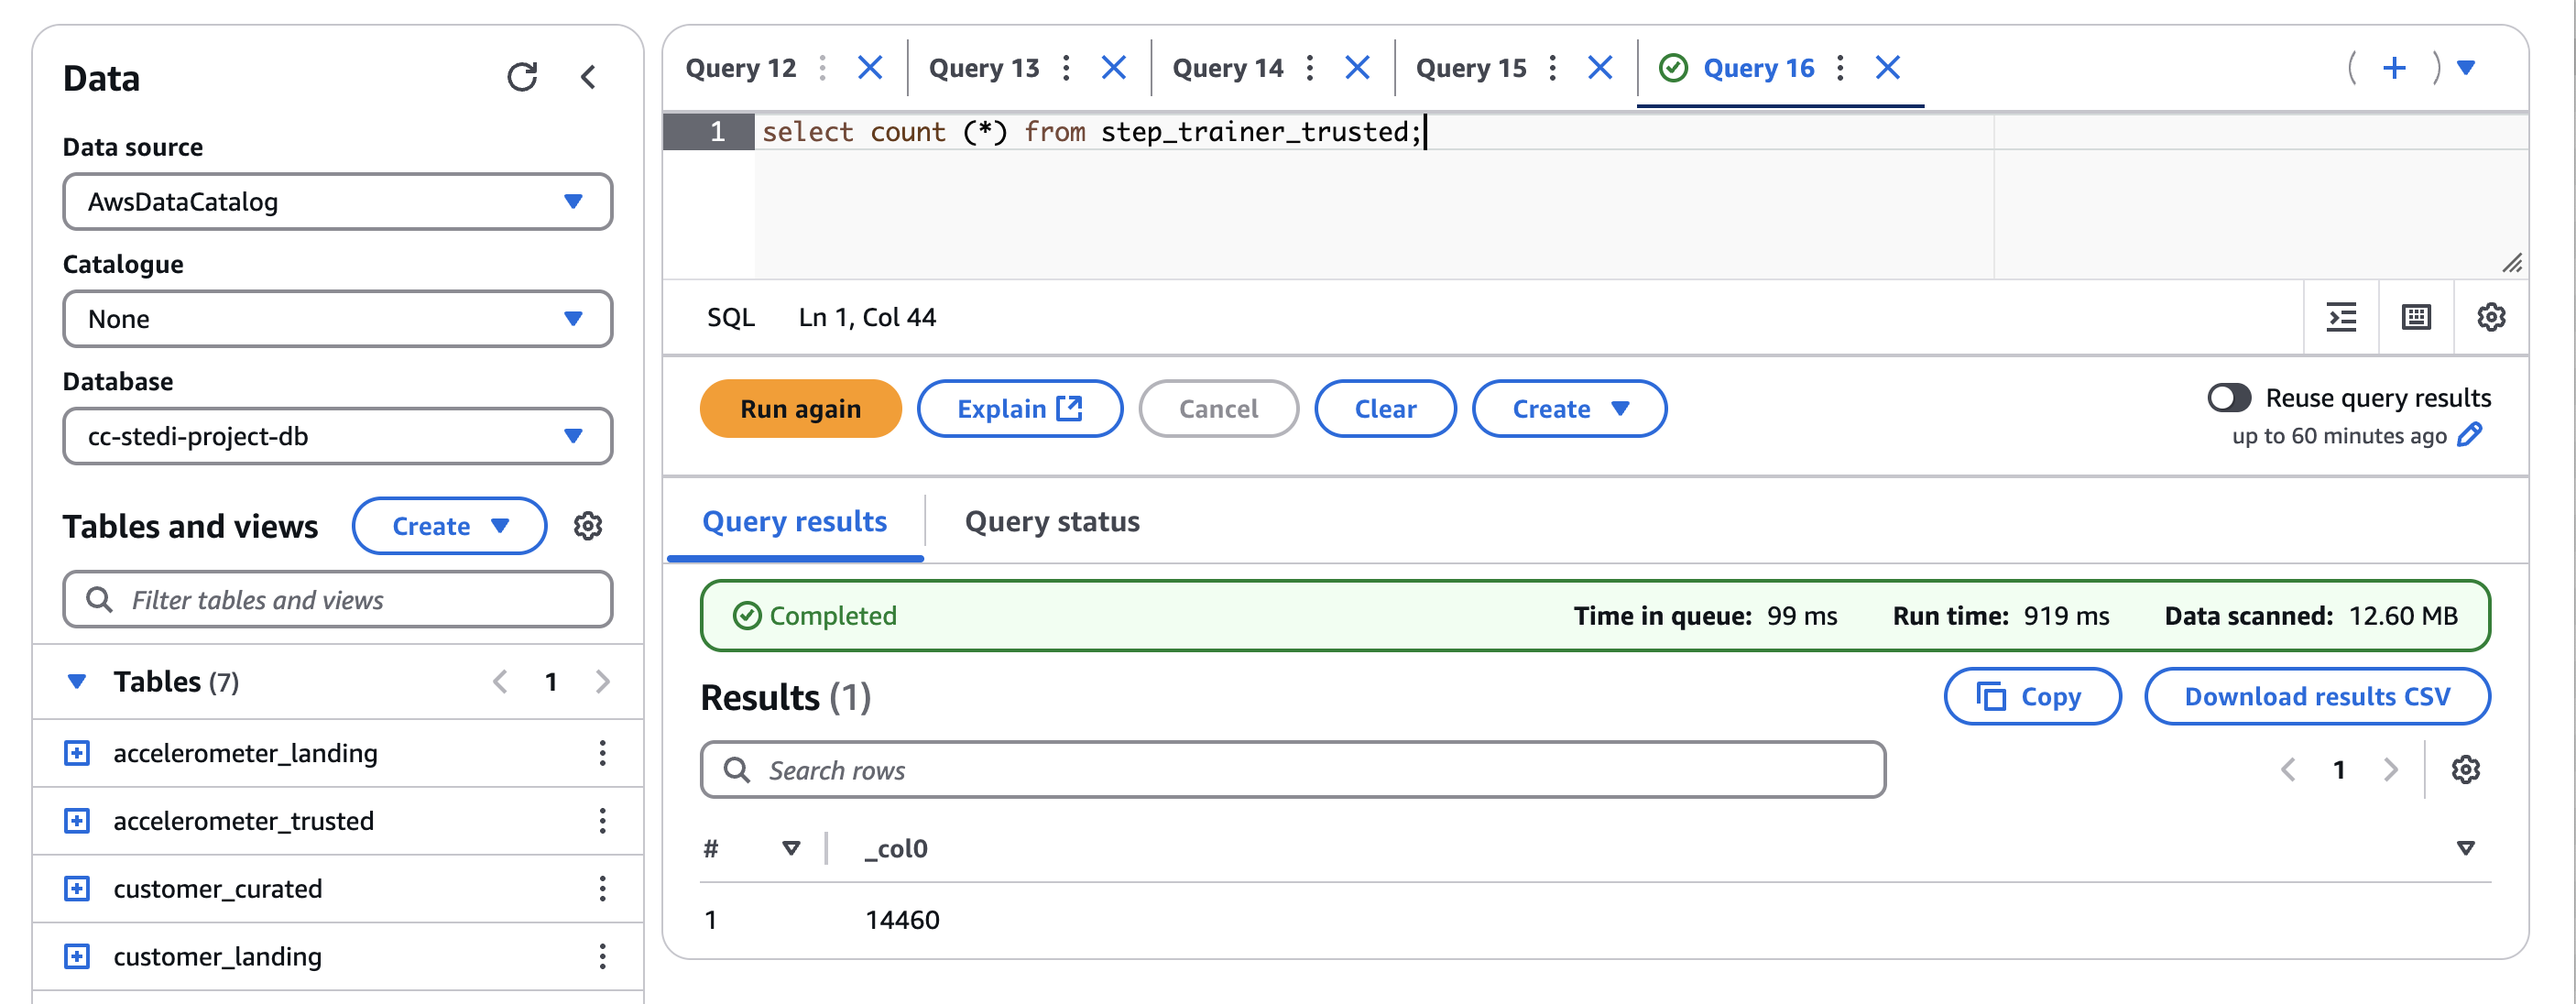 Data
Data source
AwsDataCatalog
Catalogue
None
Database
cc-stedi-project-db
Tables and views
Create
Filter tables and views
Tables (7)
1
accelerometer_landing
accelerometer_trusted
customer_curated
customer_landing
Query 12
Query 13
Query 14
Query 15
Query 16
1 select count (*) from step_trainer_trusted;
SQL Ln 1, Col 44
Run again
Explain
Cancel
Clear
Create
Reuse query results
up to 60 minutes ago
Query results
Query status
Completed
Time in queue: 99 ms
Run time: 919 ms
Data scanned: 12.60 MB
Results (1)
Copy
Download results CSV
Search rows
1
# _col0
1 14460